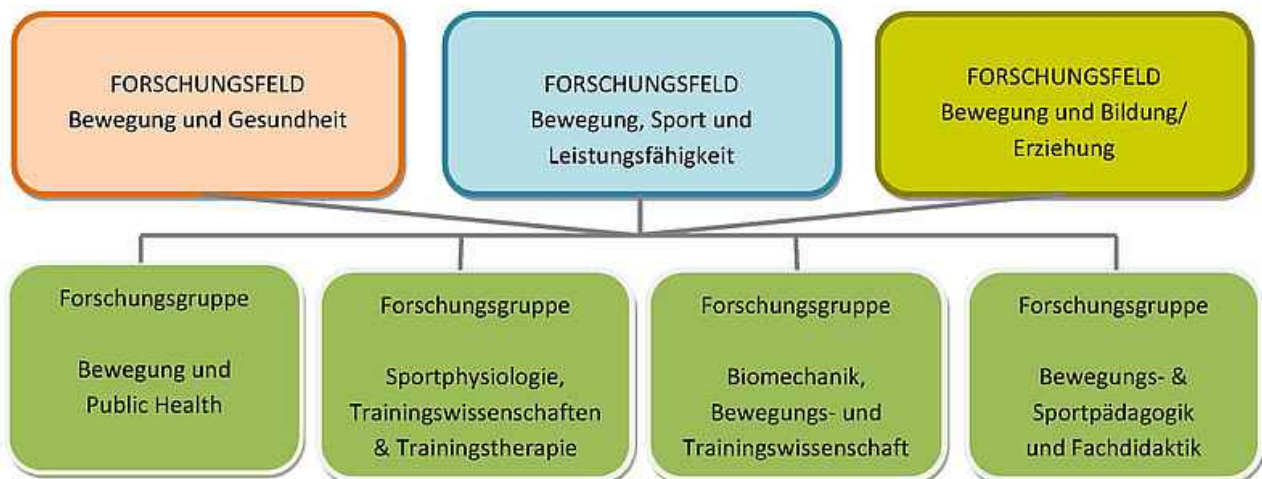 FORSCHUNGSFELD
Bewegung und Gesundheit
FORSCHUNGSFELD
Bewegung, Sport und
Leistungsfähigkeit
FORSCHUNGSFELD
Bewegung und Bildung/
Erziehung
Forschungsgruppe
Bewegung und
Public Health
Forschungsgruppe
Sportphysiologie,
Trainingswissenschaften
& Trainingstherapie
Forschungsgruppe
Biomechanik,
Bewegungs- und
Trainingswissenschaft
Forschungsgruppe
Bewegungs- &
Sportpädagogik
und Fachdidaktik